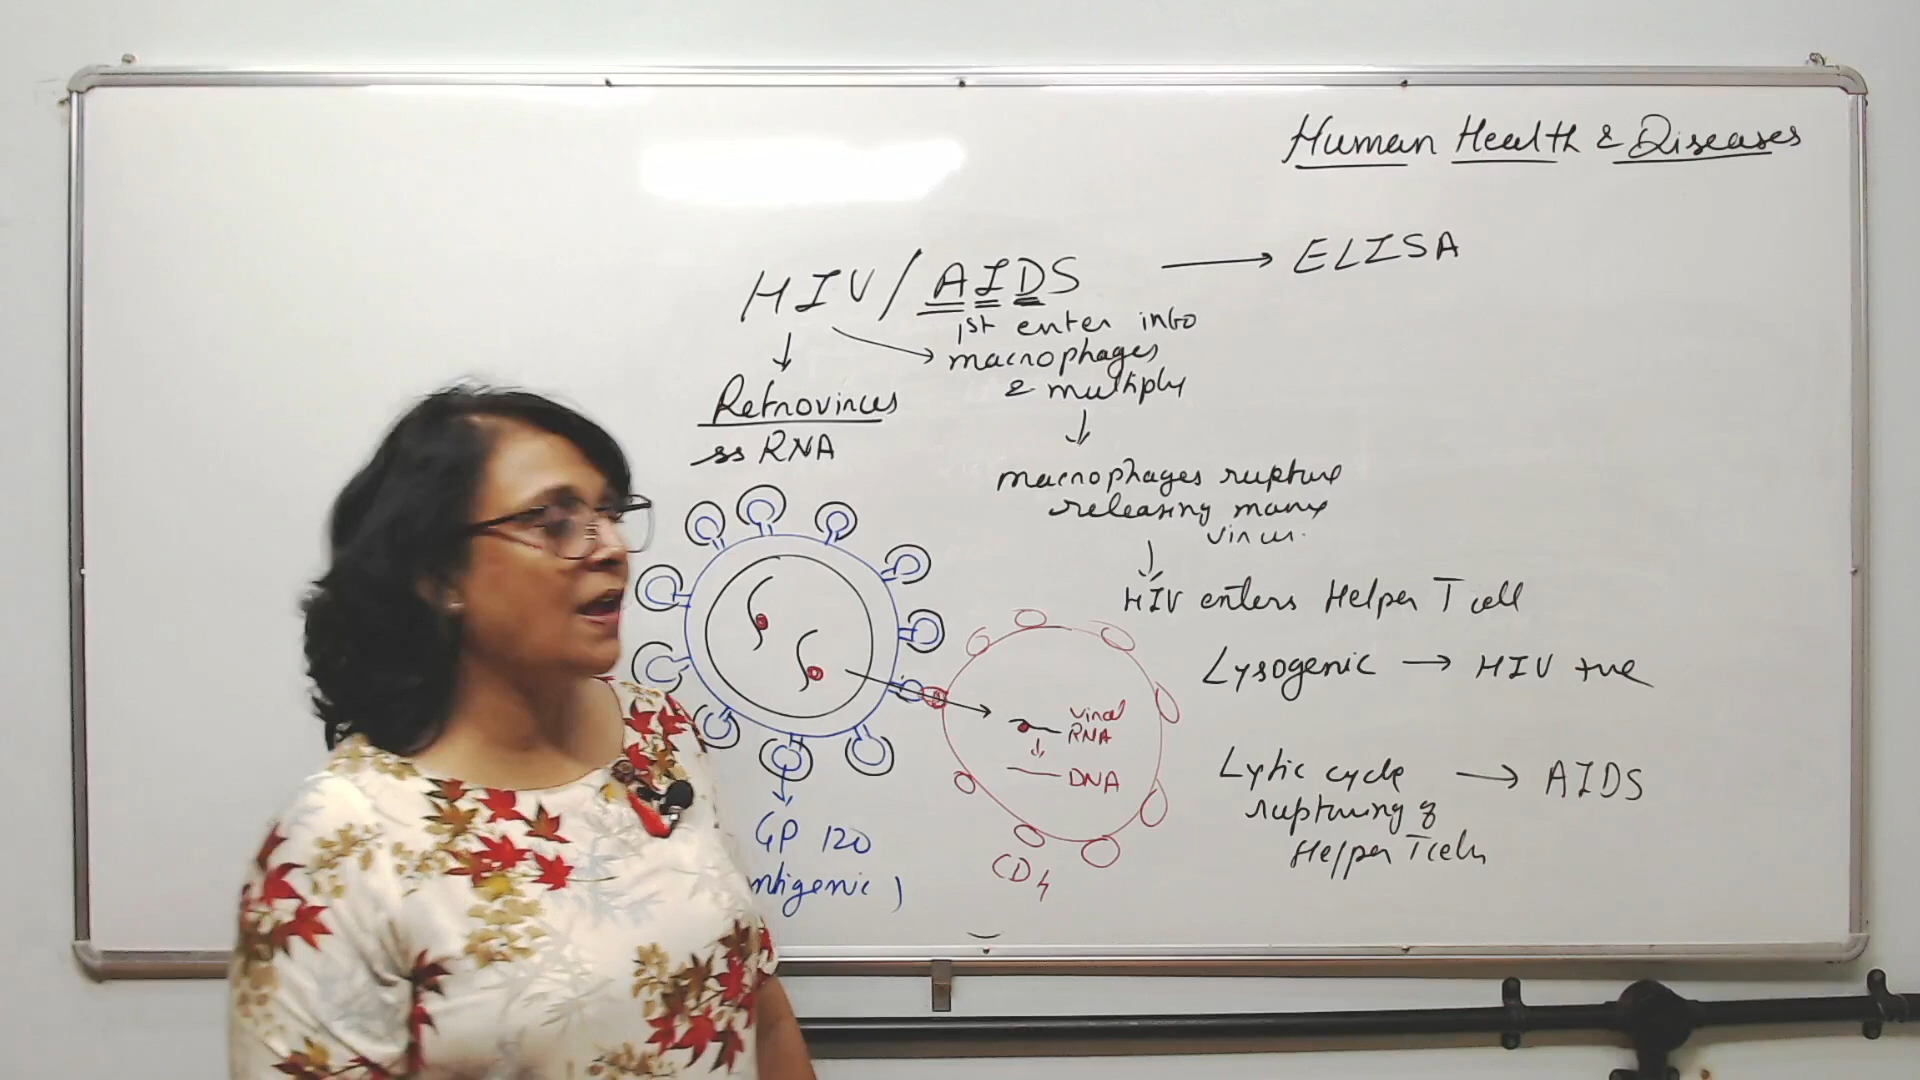 Human Health & Diseases
HIV / AIDS → ELISA
1st enter into
macrophages
& multiply
Retrovirus
ss RNA
macrophages rupture
releasing many
virus.
HIV enters Helper T cell
Lysogenic → HIV +ve
Viral
RNA
DNA
Lytic cycle → AIDS
rupturing of
Helper T cells
GP 120
ntigenic )
CD4